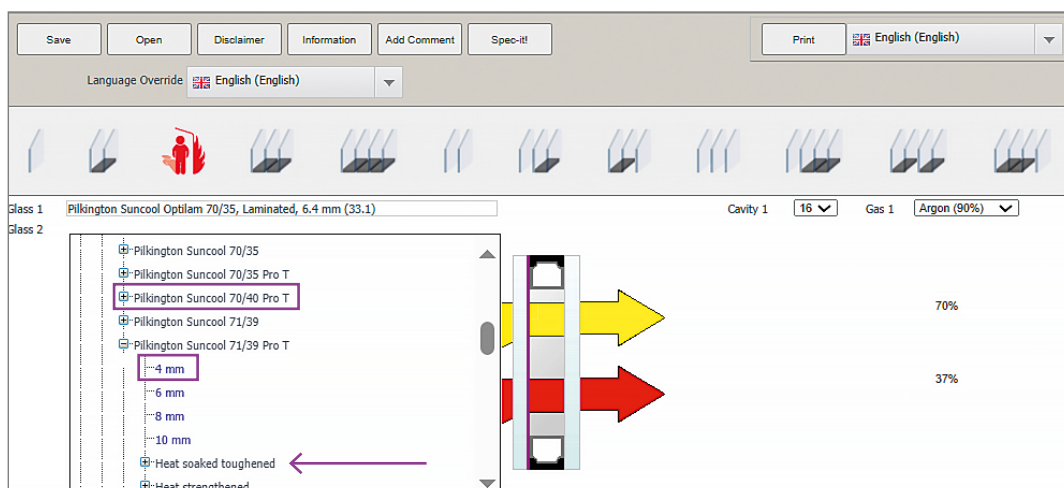 Save Open Disclaimer Information Add Comment Spec-it! Print English (English)
Language Override English (English)
Glass 1 Pilkington Suncool Optilam 70/35, Laminated, 6.4 mm (33.1) Cavity 1 16 Gas 1 Argon (90%)
Glass 2
Pilkington Suncool 70/35
Pilkington Suncool 70/35 Pro T
Pilkington Suncool 70/40 Pro T
70%
Pilkington Suncool 71/39
Pilkington Suncool 71/39 Pro T
4 mm
37%
6 mm
8 mm
10 mm
Heat soaked toughened
Heat strengthened